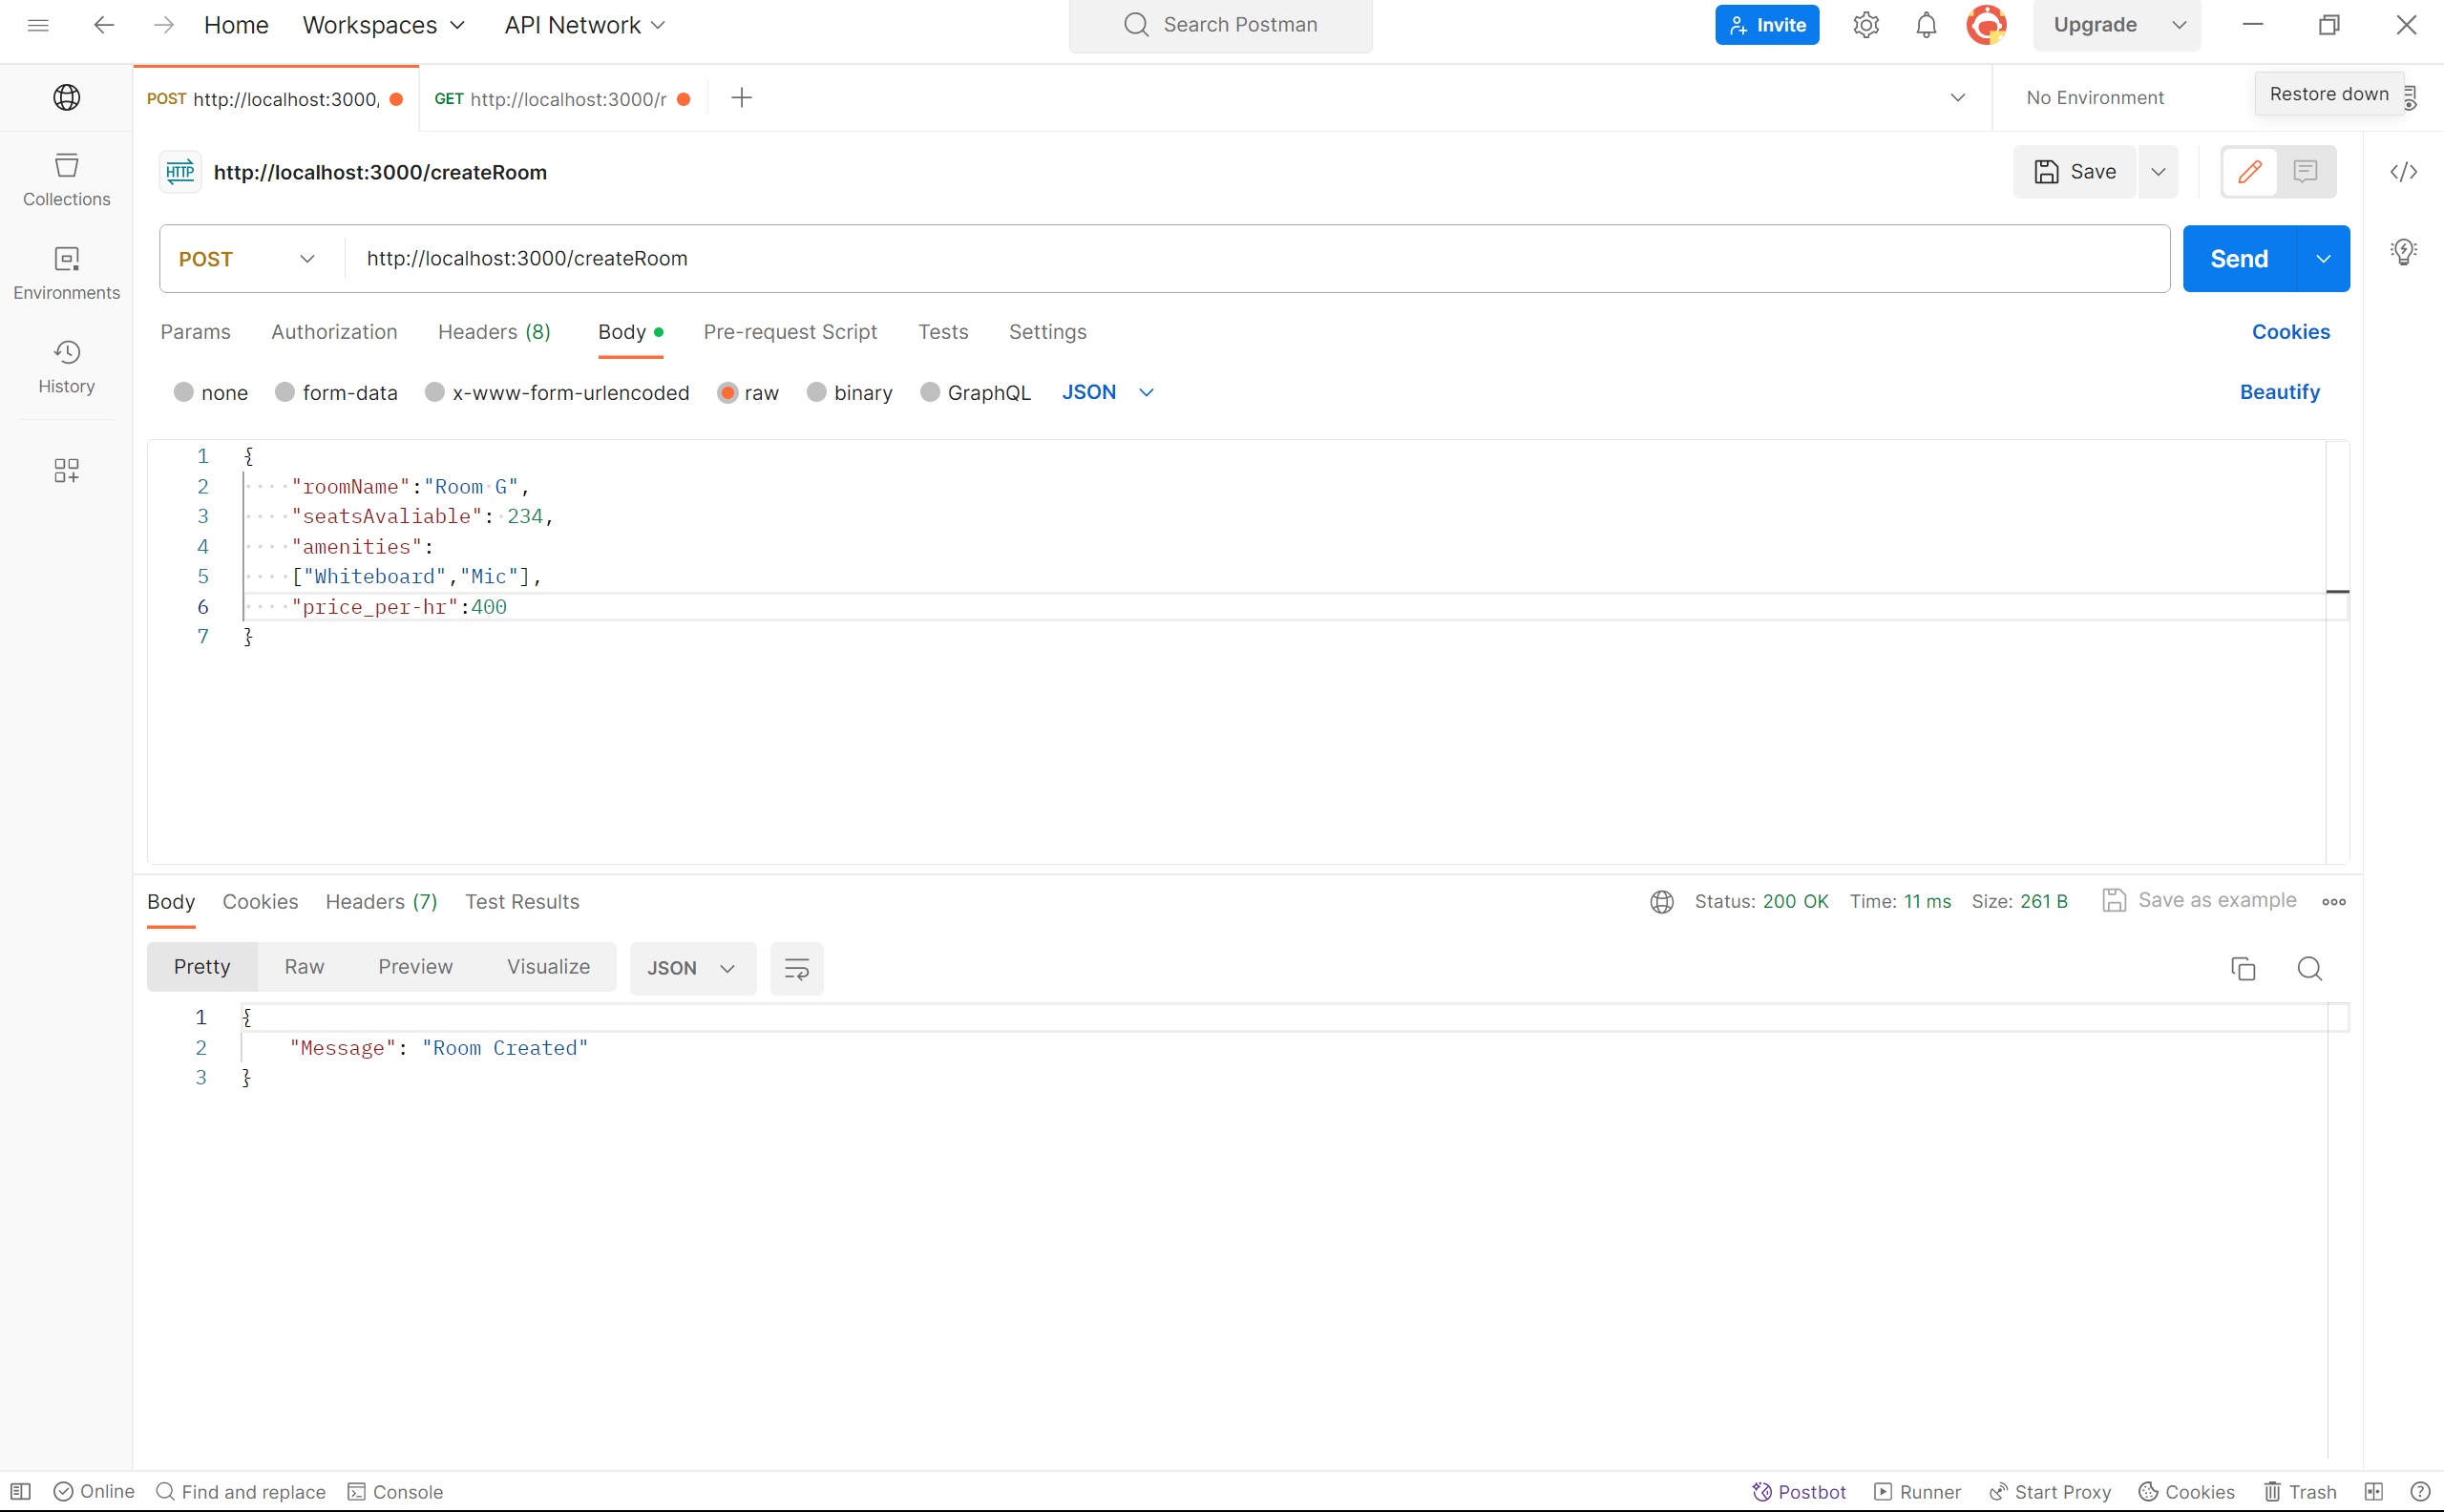 Home Workspaces API Network Search Postman Invite Upgrade
POST http://localhost:3000/ GET http://localhost:3000/r No Environment Restore down
HTTP http://localhost:3000/createRoom Save
Collections
POST http://localhost:3000/createRoom Send
Environments
Params Authorization Headers (8) Body Pre-request Script Tests Settings Cookies
History
none form-data x-www-form-urlencoded raw binary GraphQL JSON Beautify
1 {
2 "roomName":"Room G",
3 "seatsAvaliable": 234,
4 "amenities":
5 ["Whiteboard","Mic"],
6 "price_per-hr":400
7 }
Body Cookies Headers (7) Test Results Status: 200 OK Time: 11 ms Size: 261 B Save as example
Pretty Raw Preview Visualize JSON
1 {
2 "Message": "Room Created"
3 }
Online Find and replace Console Postbot Runner Start Proxy Cookies Trash